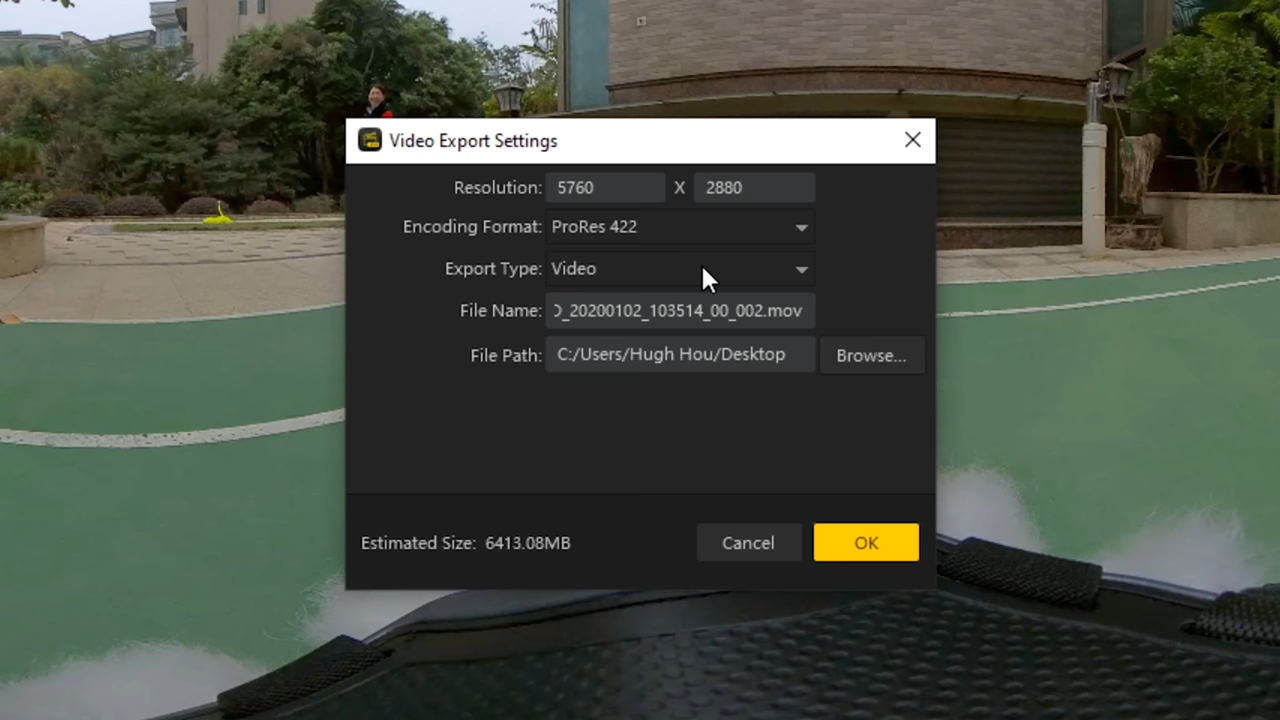 Video Export Settings
Resolution: 5760 X 2880
Encoding Format: ProRes 422
Export Type: Video
File Name: _20200102_103514_00_002.mov
File Path: C:/Users/Hugh Hou/Desktop Browse...
Estimated Size: 6413.08MB Cancel OK